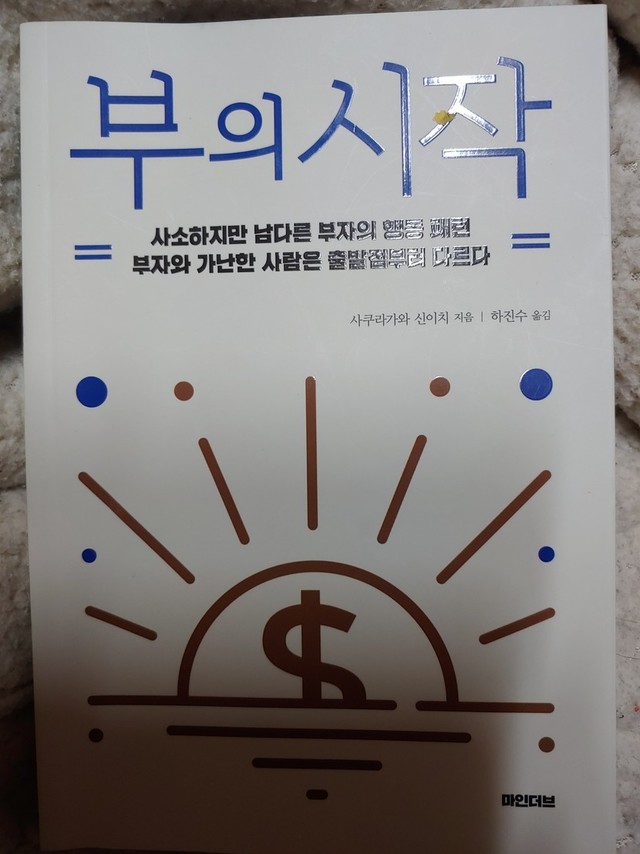 부의 시작
사소하지만 남다른 부자의 행동 패턴
부자와 가난한 사람은 출발점부터 다르다
사쿠라가와 신이치 지음 | 하진수 옮김
$
마인더브